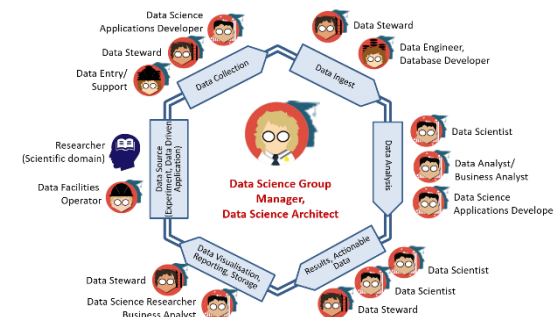 Data Science
Applications Developer
Data Steward
Data Entry/
Support
Data Collection
Data Steward
Data Engineer,
Database Developer
Data Ingest
Researcher
(Scientific domain)
Data Facilities
Operator
Data Source
(Experiment, Data Driven
Application)
Data Science Group
Manager,
Data Science Architect
Data Analysis
Data Scientist
Data Analyst/
Business Analyst
Data Science
Applications Develope
Data Visualisation,
Reporting, Storage
Results, Actionable
Data
Data Steward
Data Science Researcher
Business Analyst
Data Scientist
Data Scientist
Data Steward